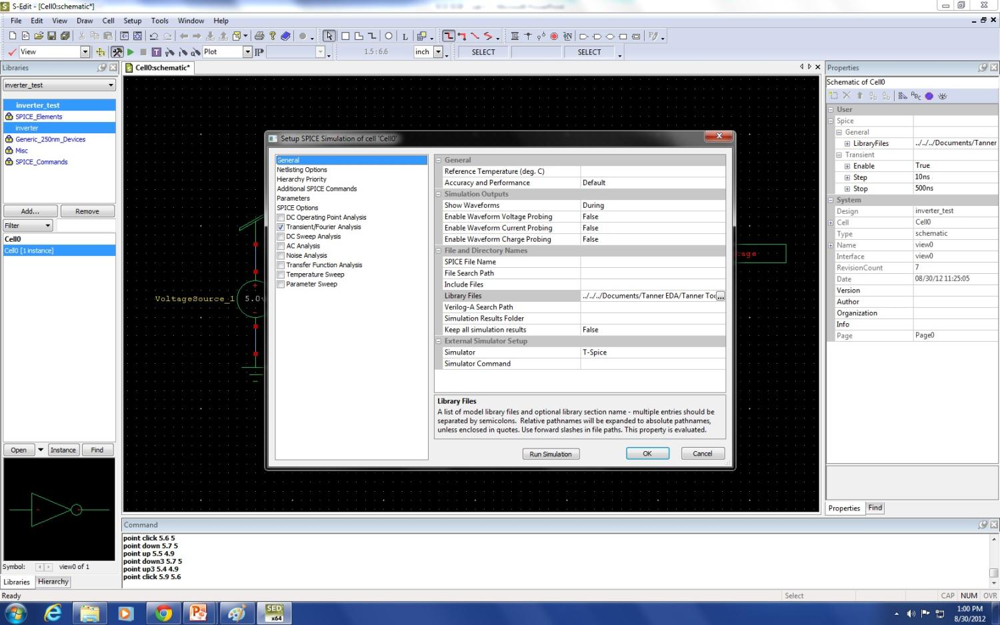 S-Edit - [Cell0:schematic*]
File Edit View Draw Cell Setup Tools Window Help
View Plot 1.5 : 6.6 inch SELECT SELECT
Libraries
inverter_test
inverter_test
SPICE_Elements
inverter
Generic_250nm_Devices
Misc
SPICE_Commands
Add... Remove
Filter
Cell0
Cell0 [1 instance]
Open Instance Find
Symbol: view0 of 1
Libraries Hierarchy
Cell0:schematic*
VoltageSource_1
5.0
Setup SPICE Simulation of cell 'Cell0'
General
Netlisting Options
Hierarchy Priority
Additional SPICE Commands
Parameters
SPICE Options
DC Operating Point Analysis
Transient/Fourier Analysis
DC Sweep Analysis
AC Analysis
Noise Analysis
Transfer Function Analysis
Temperature Sweep
Parameter Sweep
General
Reference Temperature (deg. C)
Accuracy and Performance Default
Simulation Outputs
Show Waveforms During
Enable Waveform Voltage Probing False
Enable Waveform Current Probing False
Enable Waveform Charge Probing False
File and Directory Names
SPICE File Name
File Search Path
Include Files
Library Files ../../../Documents/Tanner EDA/Tanner Toc ...
Verilog-A Search Path
Simulation Results Folder
Keep all simulation results False
External Simulator Setup
Simulator T-Spice
Simulator Command
Library Files
A list of model library files and optional library section name - multiple entries should be
separated by semicolons. Relative pathnames will be expanded to absolute pathnames,
unless enclosed in quotes. Use forward slashes in file paths. This property is evaluated.
Run Simulation OK Cancel
Properties
Schematic of Cell0
User
Spice
General
LibraryFiles ../../../Documents/Tanner
Transient
Enable True
Step 10ns
Stop 500ns
System
Design inverter_test
Cell Cell0
Type schematic
Name view0
Interface view0
RevisionCount 7
Date 08/30/12 11:25:05
Version
Author
Organization
Info
Page Page0
Properties Find
Command
point click 5.6 5
point down 5.7 5
point up 5.5 4.9
point down3 5.7 5
point up3 5.4 4.9
point click 5.9 5.6
Ready Select CAP NUM OVR
SED
x64
1:00 PM
8/30/2012